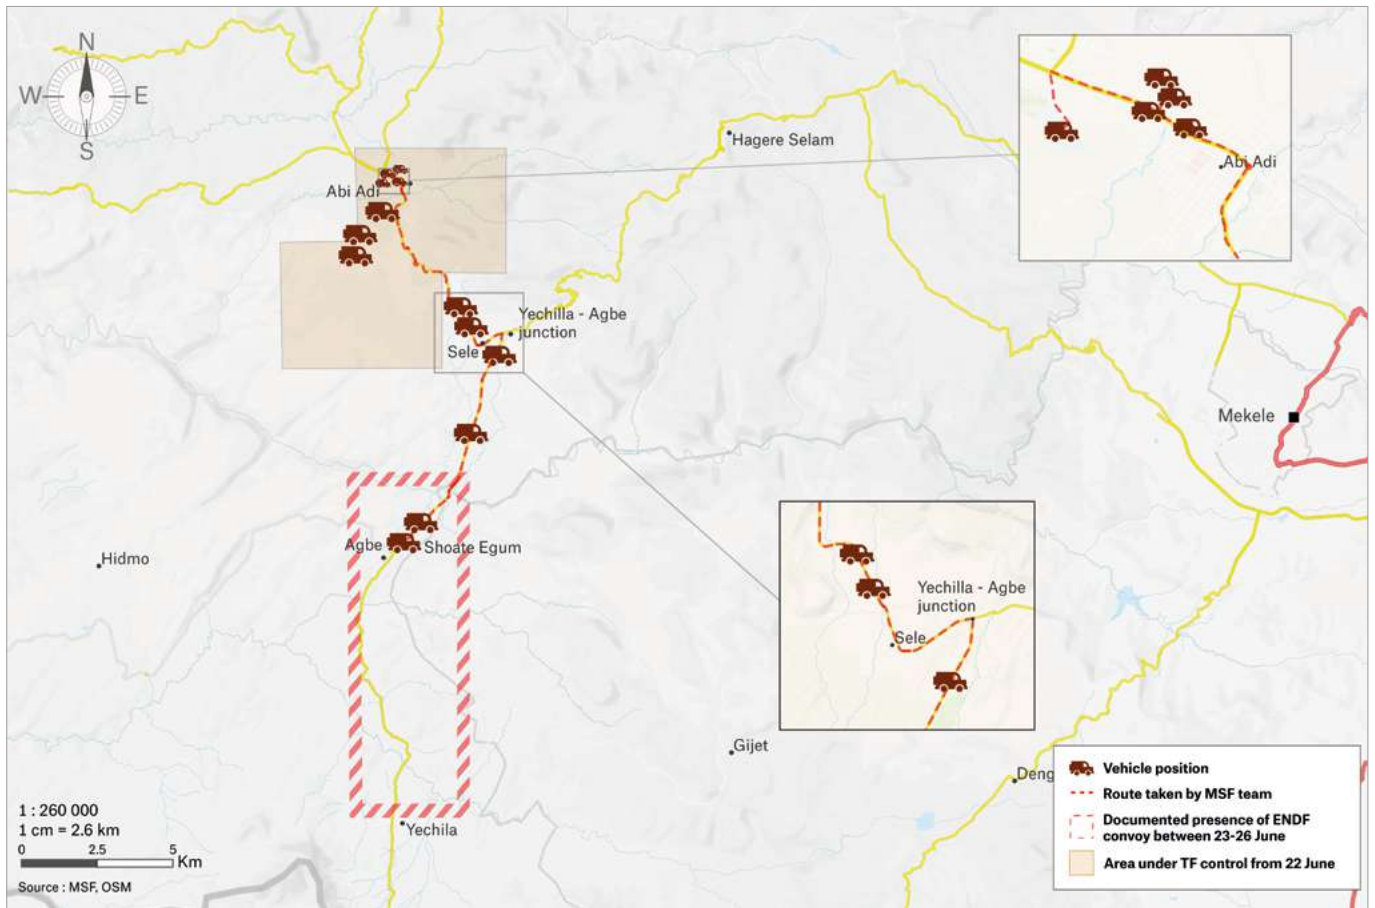 N
W
E
S
Hagere Selam
Abi Adi
Abi Adi
Yechilla - Agbe
junction
Sele
Mekele
Agbe
Shoate Egum
Hidmo
Yechilla - Agbe
junction
Sele
Gijet
Deng
Yechila
1 : 260 000
1 cm = 2.6 km
0 2.5 5
Km
Source : MSF, OSM
Vehicle position
Route taken by MSF team
Documented presence of ENDF
convoy between 23-26 June
Area under TF control from 22 June